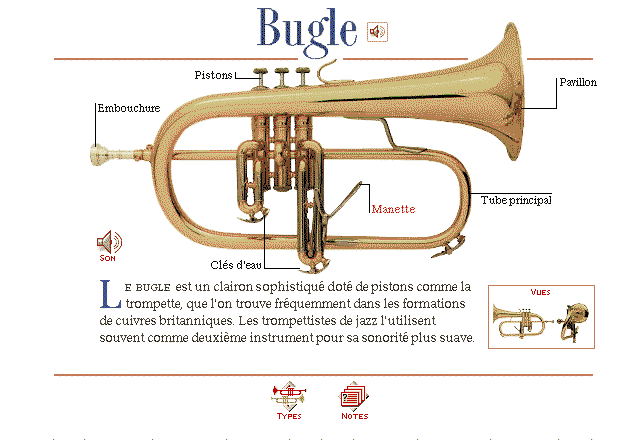 Bugle
Pistons
Pavillon
Embouchure
Tube principal
Manette
Clés d'eau
SON
LE BUGLE est un clairon sophistiqué doté de pistons comme la
trompette, que l'on trouve fréquemment dans les formations
de cuivres britanniques. Les trompettistes de jazz l'utilisent
souvent comme deuxième instrument pour sa sonorité plus suave.
VUES
TYPES
NOTES